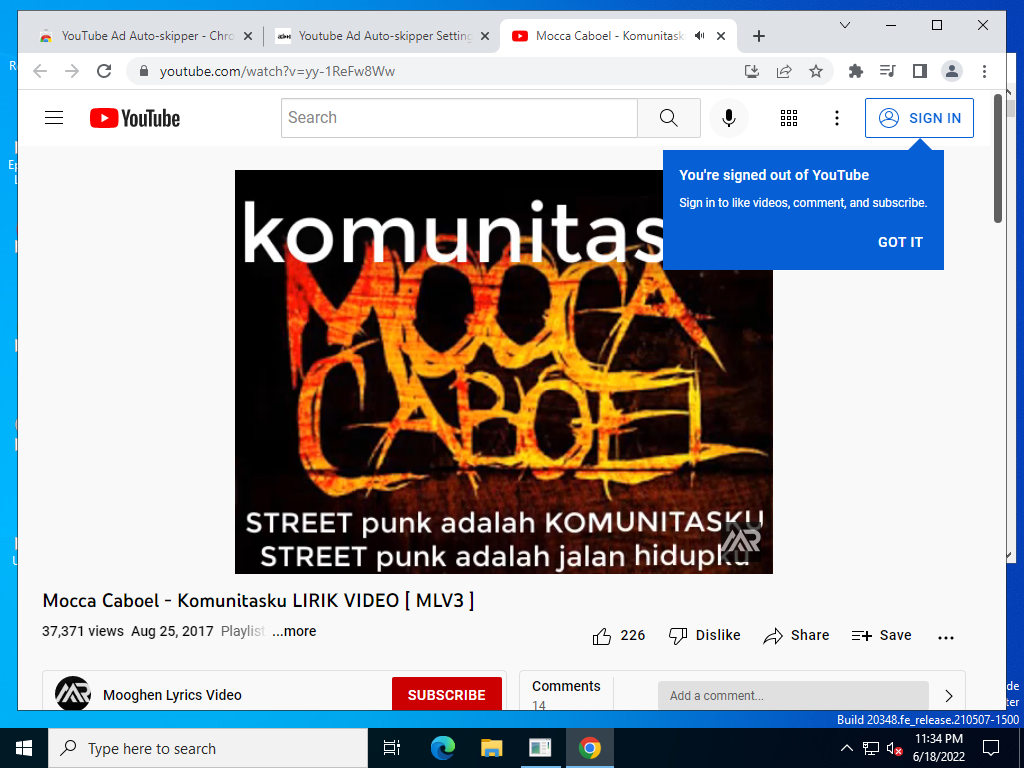 YouTube Ad Auto-skipper - Chro
Youtube Ad Auto-skipper Setting
Mocca Caboel - Komunitask
youtube.com/watch?v=yy-1ReFw8Ww
YouTube
Search
SIGN IN
You're signed out of YouTube
Sign in to like videos, comment, and subscribe.
GOT IT
komunitas
MOCCA
CABOEL
STREET punk adalah KOMUNITASKU
STREET punk adalah jalan hidupku
Mocca Caboel - Komunitasku LIRIK VIDEO [ MLV3 ]
37,371 views Aug 25, 2017 Playlist ...more
226 Dislike Share Save
Mooghen Lyrics Video
SUBSCRIBE
Comments
14
Add a comment...
Build 20348.fe_release.210507-1500
Type here to search
11:34 PM
6/18/2022